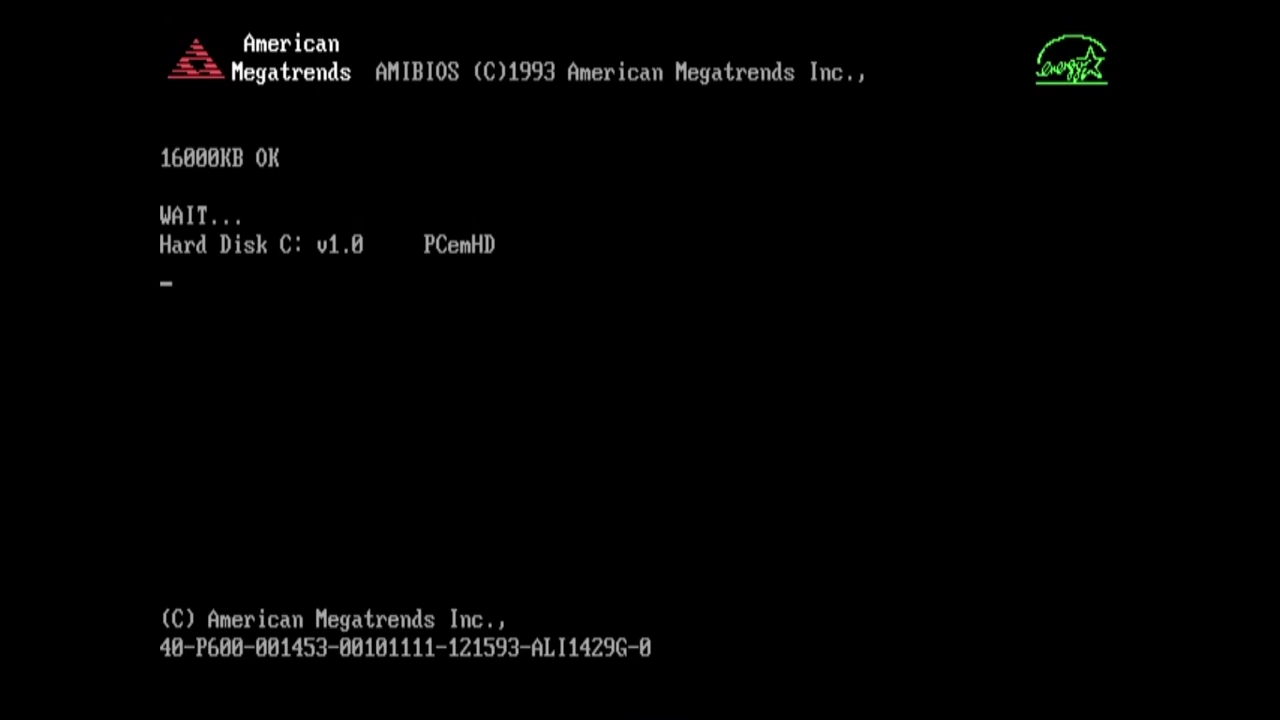 American
Megatrends AMIBIOS (C)1993 American Megatrends Inc.,
energy
16000KB OK
WAIT...
Hard Disk C: v1.0 PCemHD
(C) American Megatrends Inc.,
40-P600-001453-00101111-121593-ALI1429G-0